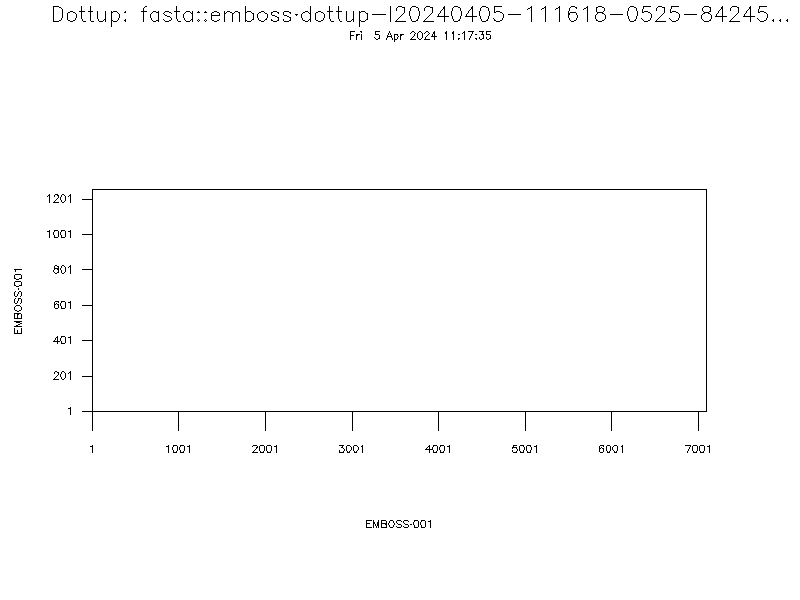 Dottup: fasta::emboss-dottup-I20240405-111618-0525-84245...
Fri 5 Apr 2024 11:17:35
1201
1001
801
601
401
201
1
EMBOSS-001
1 1001 2001 3001 4001 5001 6001 7001
EMBOSS-001